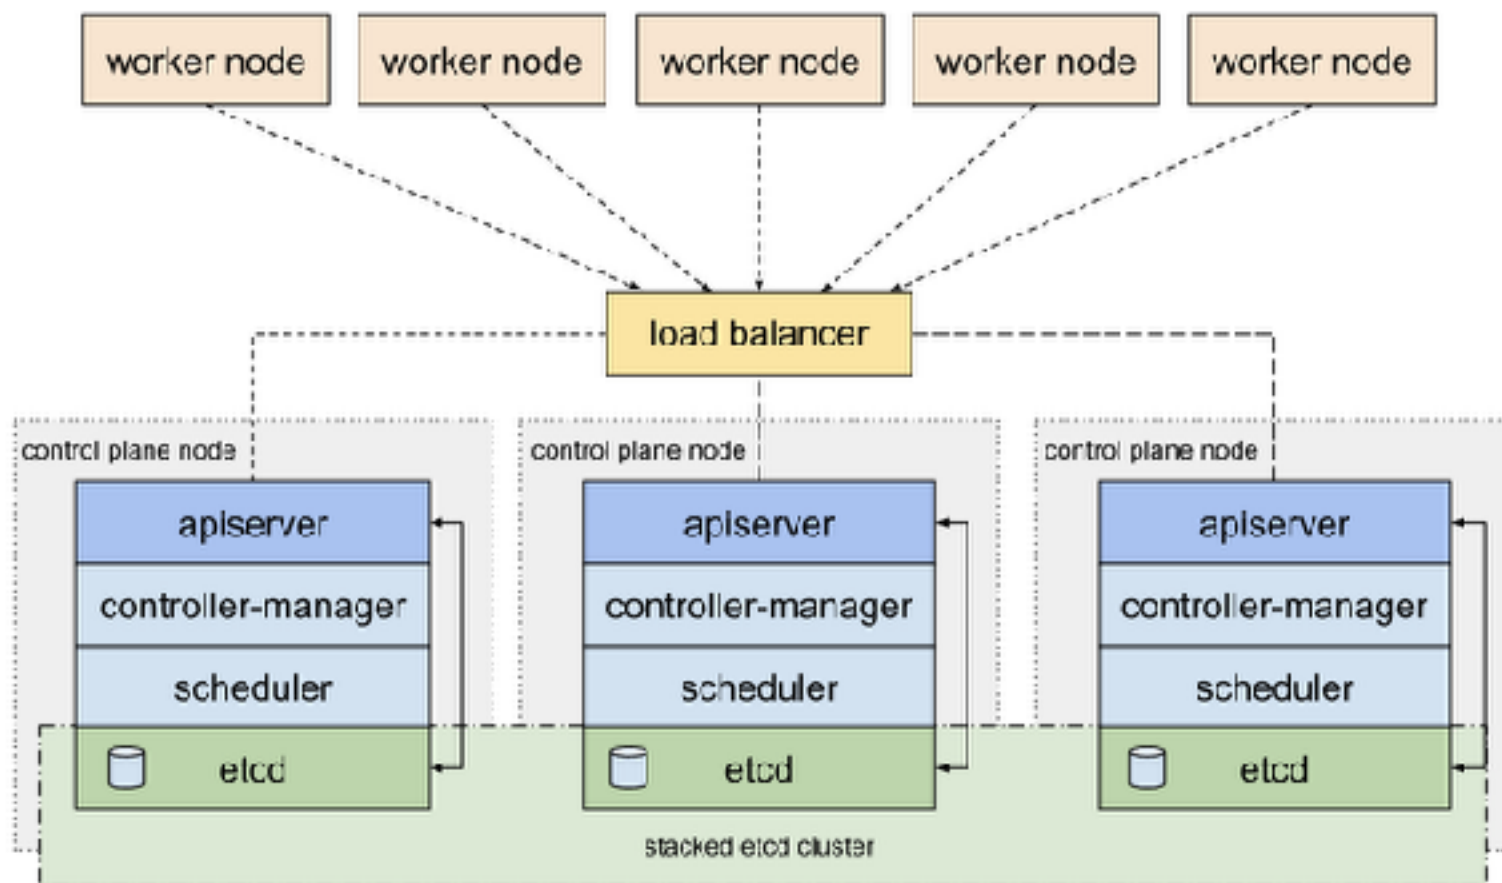 worker node
worker node
worker node
worker node
worker node
load balancer
control plane node
control plane node
control plane node
apiserver
apiserver
apiserver
controller-manager
controller-manager
controller-manager
scheduler
scheduler
scheduler
etcd
etcd
etcd
stacked etcd cluster